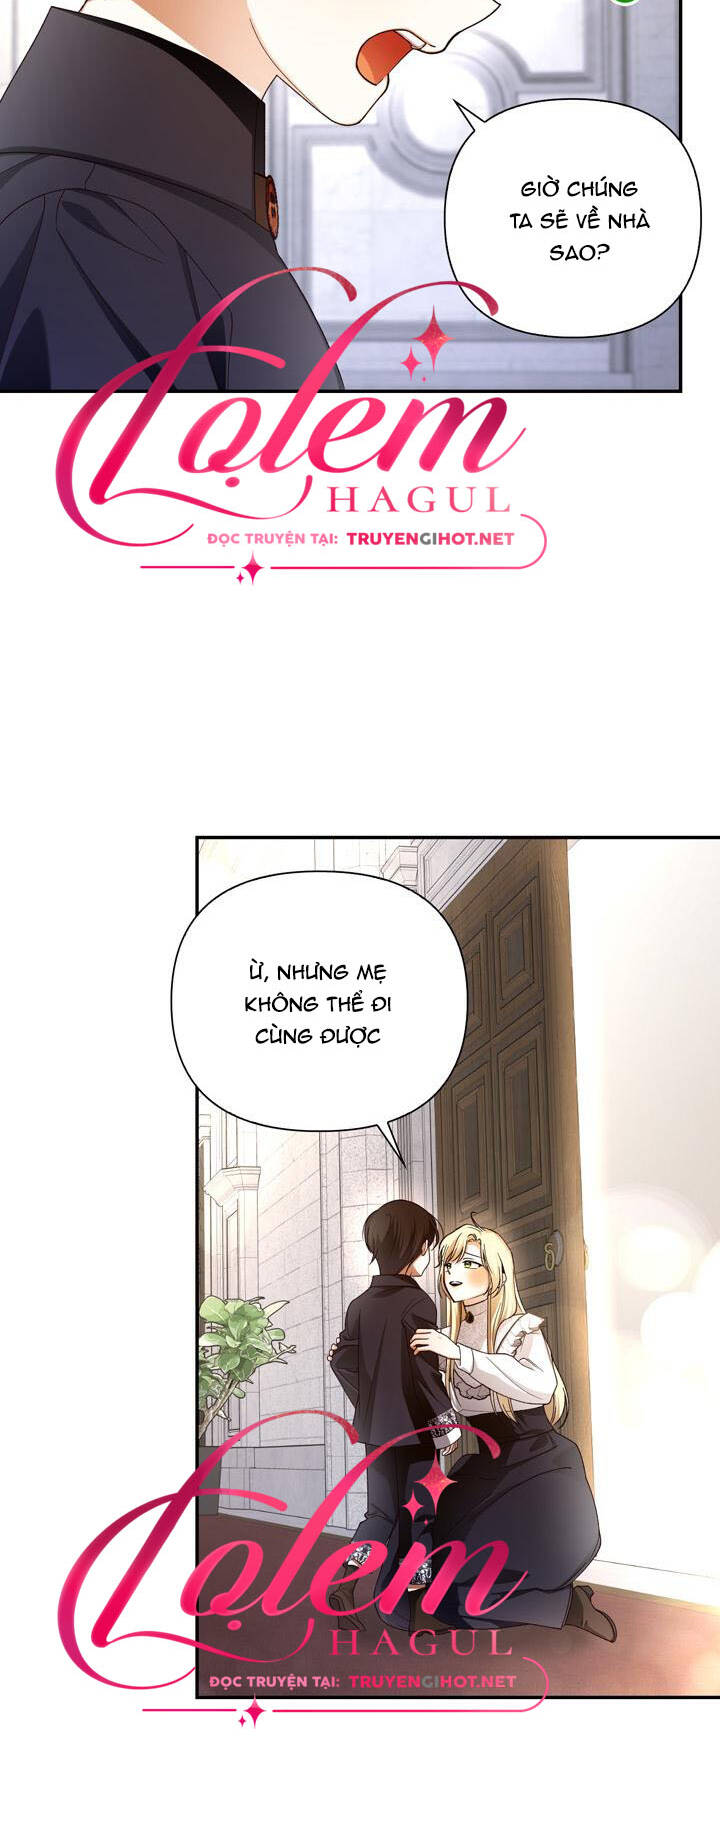 GIỜ CHÚNG
TA SẼ VỀ NHÀ
SAO?
Lọlem
HAGUL
ĐỌC TRUYỆN TẠI: TRUYENGIHOT.NET
Ừ, NHƯNG MẸ
KHÔNG THỂ ĐI
CÙNG ĐƯỢC
Lọlem
HAGUL
ĐỌC TRUYỆN TẠI: TRUYENGIHOT.NET